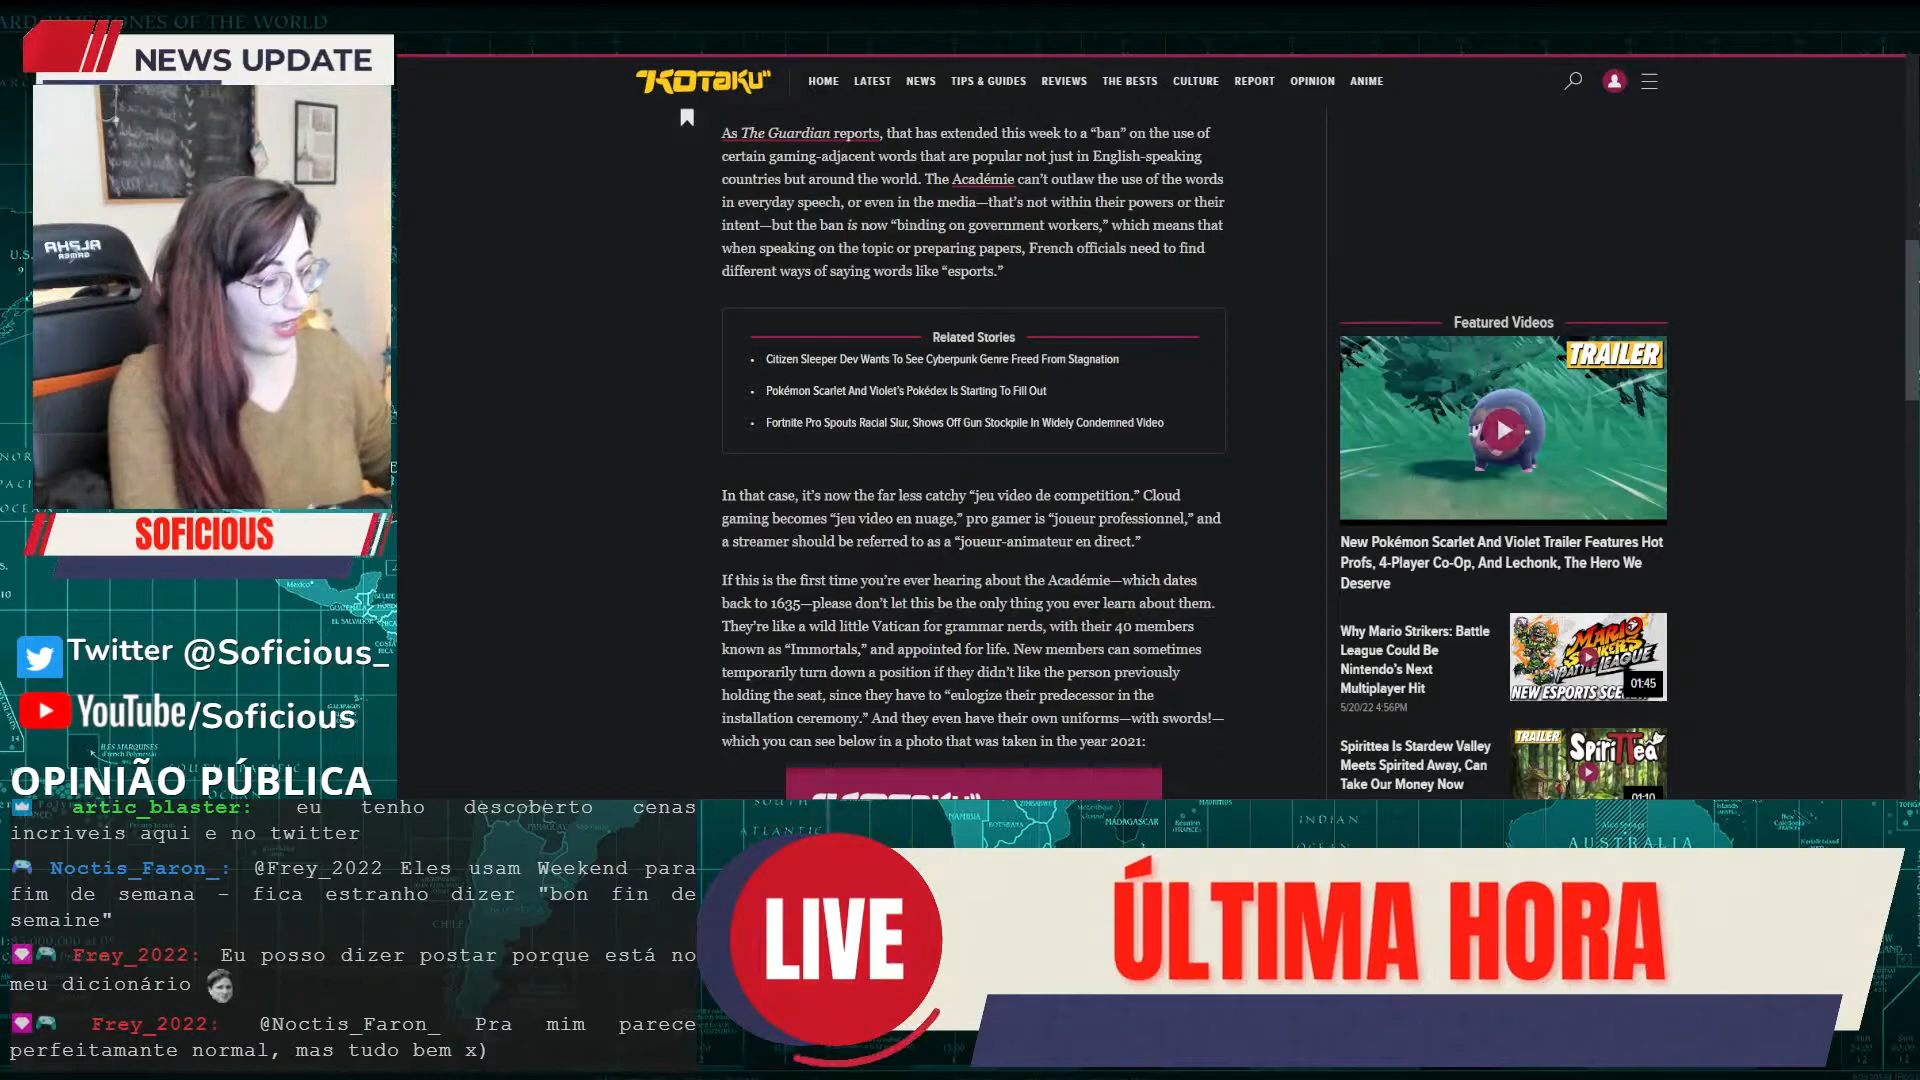 NEWS UPDATE
KOTAKU
HOME LATEST NEWS TIPS & GUIDES REVIEWS THE BESTS CULTURE REPORT OPINION ANIME
As The Guardian reports, that has extended this week to a “ban” on the use of
certain gaming-adjacent words that are popular not just in English-speaking
countries but around the world. The Académie can’t outlaw the use of the words
in everyday speech, or even in the media—that’s not within their powers or their
intent—but the ban is now “binding on government workers,” which means that
when speaking on the topic or preparing papers, French officials need to find
different ways of saying words like “esports.”
Related Stories
Citizen Sleeper Dev Wants To See Cyberpunk Genre Freed From Stagnation
Pokémon Scarlet And Violet’s Pokédex Is Starting To Fill Out
Fortnite Pro Spouts Racial Slur, Shows Off Gun Stockpile In Widely Condemned Video
In that case, it’s now the far less catchy “jeu video de competition.” Cloud
gaming becomes “jeu video en nuage,” pro gamer is “joueur professionnel,” and
a streamer should be referred to as a “joueur-animateur en direct.”
If this is the first time you’re ever hearing about the Académie—which dates
back to 1635—please don’t let this be the only thing you ever learn about them.
They’re like a wild little Vatican for grammar nerds, with their 40 members
known as “Immortals,” and appointed for life. New members can sometimes
temporarily turn down a position if they didn’t like the person previously
holding the seat, since they have to “eulogize their predecessor in the
installation ceremony.” And they even have their own uniforms—with swords!—
which you can see below in a photo that was taken in the year 2021:
Featured Videos
TRAILER
New Pokémon Scarlet And Violet Trailer Features Hot
Profs, 4-Player Co-Op, And Lechonk, The Hero We
Deserve
Why Mario Strikers: Battle
League Could Be
Nintendo’s Next
Multiplayer Hit
5/20/22 4:56PM
MARIO
STRIKERS
BATTLE LEAGUE
01:45
Spirittea Is Stardew Valley
Meets Spirited Away, Can
Take Our Money Now
TRAILER
SpiriTTea
01:10
SOFICIOUS
Twitter @Soficious_
YouTube/Soficious
OPINIÃO PÚBLICA
artic_blaster: eu tenho descoberto cenas
incriveis aqui e no twitter
Noctis_Faron_: @Frey_2022 Eles usam Weekend para
fim de semana - fica estranho dizer "bon fin de
semaine"
Frey_2022: Eu posso dizer postar porque está no
meu dicionário
Frey_2022: @Noctis_Faron_ Pra mim parece
perfeitamante normal, mas tudo bem x)
LIVE
ÚLTIMA HORA